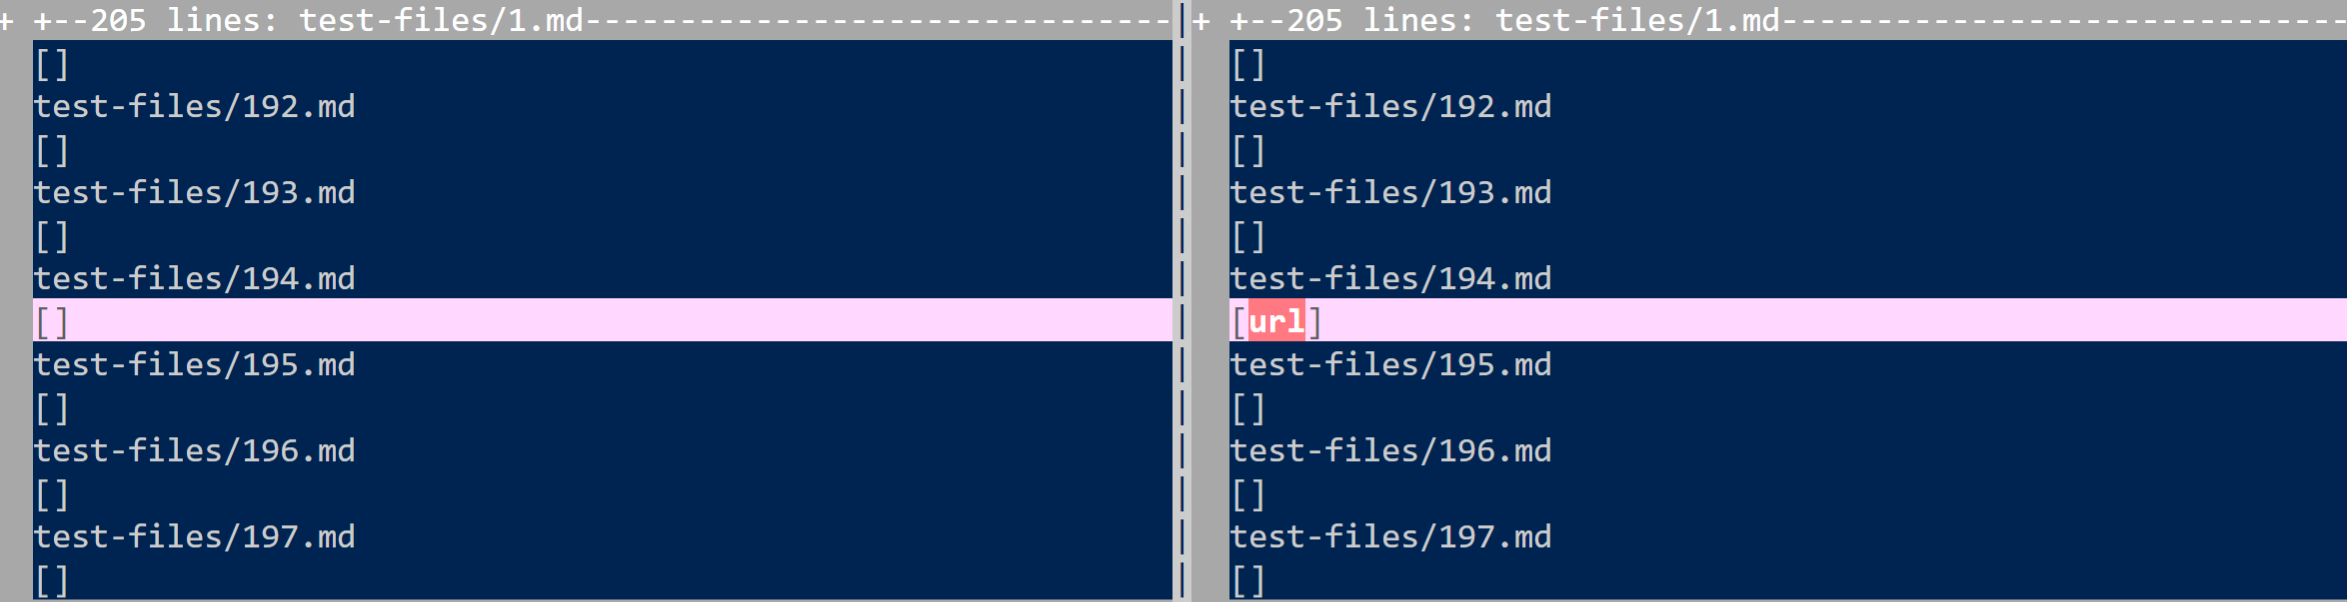 + +--205 lines: test-files/1.md-------------------------------
[]
test-files/192.md
[]
test-files/193.md
[]
test-files/194.md
[]
test-files/195.md
[]
test-files/196.md
[]
test-files/197.md
[]
+ +--205 lines: test-files/1.md------------------------------
[]
test-files/192.md
[]
test-files/193.md
[]
test-files/194.md
[url]
test-files/195.md
[]
test-files/196.md
[]
test-files/197.md
[]